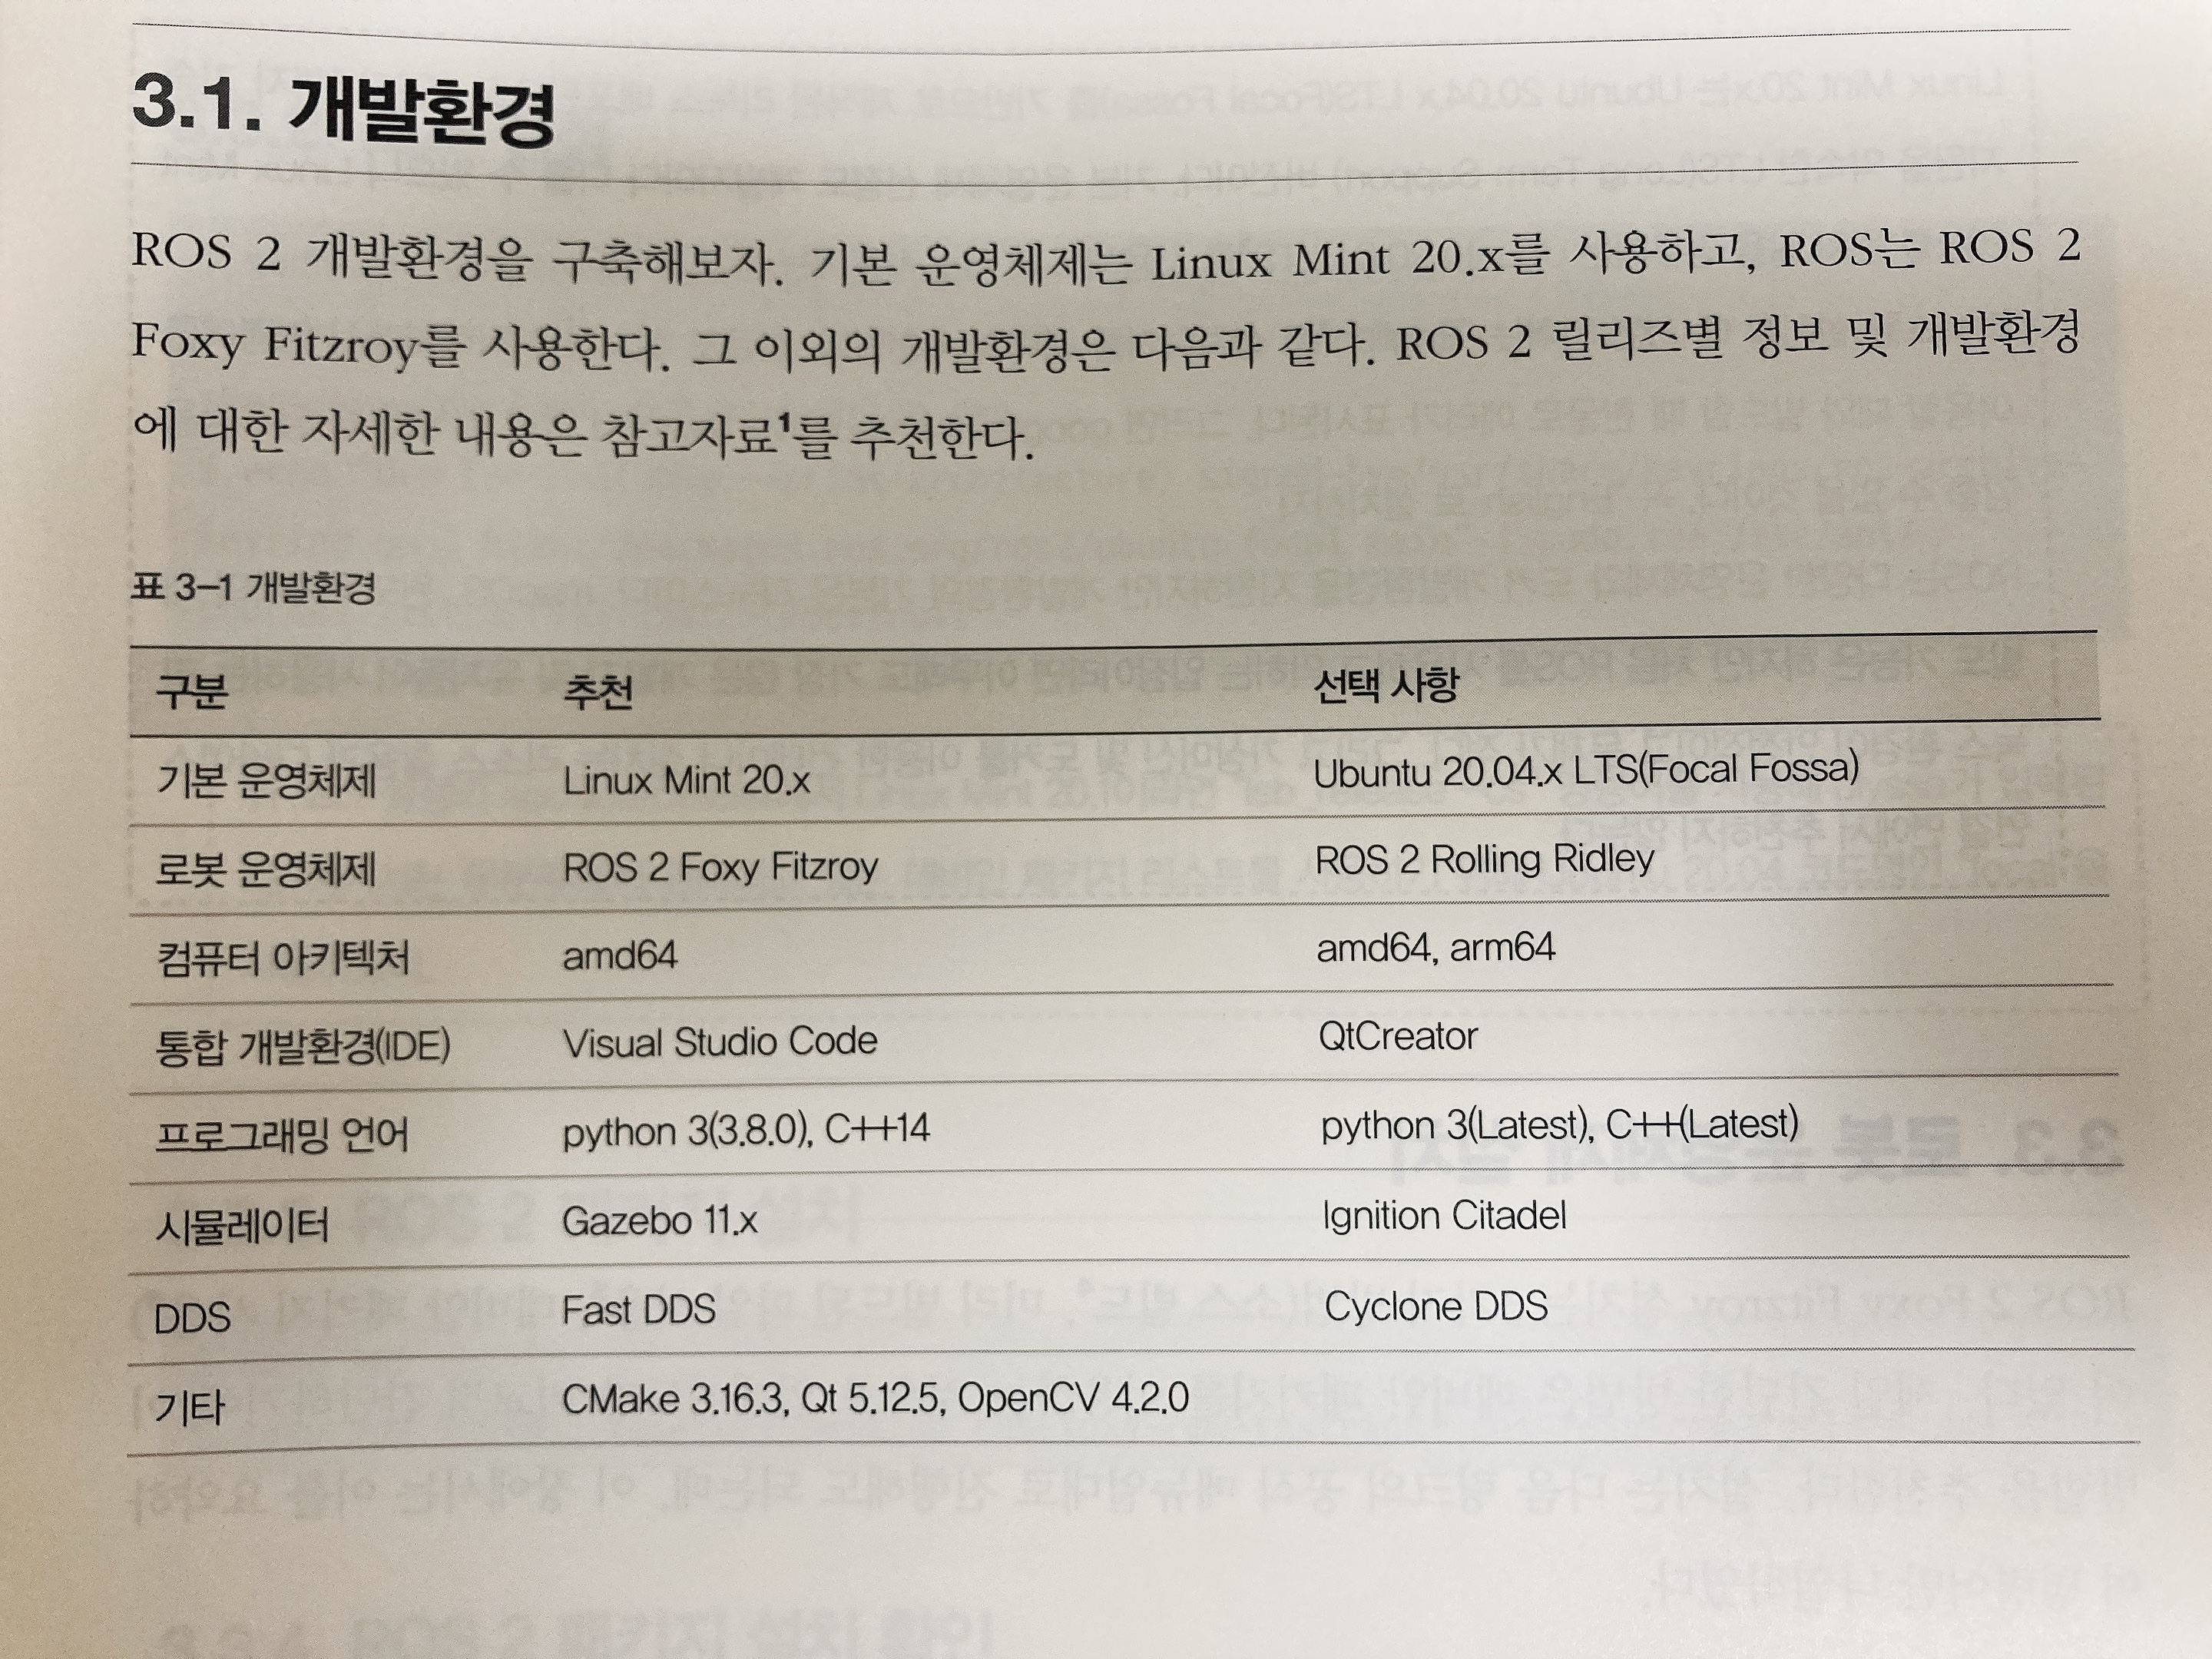 3.1. 개발환경
ROS 2 개발환경을 구축해보자. 기본 운영체제는 Linux Mint 20.x를 사용하고, ROS는 ROS 2
Foxy Fitzroy를 사용한다. 그 이외의 개발환경은 다음과 같다. ROS 2 릴리즈별 정보 및 개발환경
에 대한 자세한 내용은 참고자료¹를 추천한다.
표 3-1 개발환경
구분 추천 선택 사항
기본 운영체제 Linux Mint 20.x Ubuntu 20.04.x LTS(Focal Fossa)
로봇 운영체제 ROS 2 Foxy Fitzroy ROS 2 Rolling Ridley
컴퓨터 아키텍처 amd64 amd64, arm64
통합 개발환경(IDE) Visual Studio Code QtCreator
프로그래밍 언어 python 3(3.8.0), C++14 python 3(Latest), C++(Latest)
시뮬레이터 Gazebo 11.x Ignition Citadel
DDS Fast DDS Cyclone DDS
기타 CMake 3.16.3, Qt 5.12.5, OpenCV 4.2.0